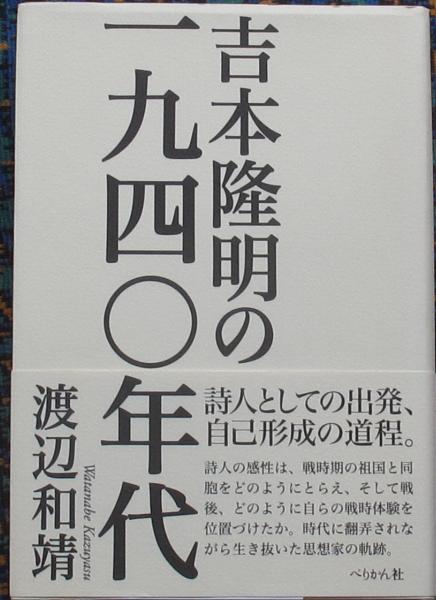 吉本隆明の
一九四〇年代
詩人としての出発、
自己形成の道程。
詩人の感性は、戦時期の祖国と同
胞をどのようにとらえ、そして戦
後、どのように自らの戦時体験を
位置づけたか。時代に翻弄されな
がら生き抜いた思想家の軌跡。
ぺりかん社
渡辺和靖
Watanabe Kazuyasu